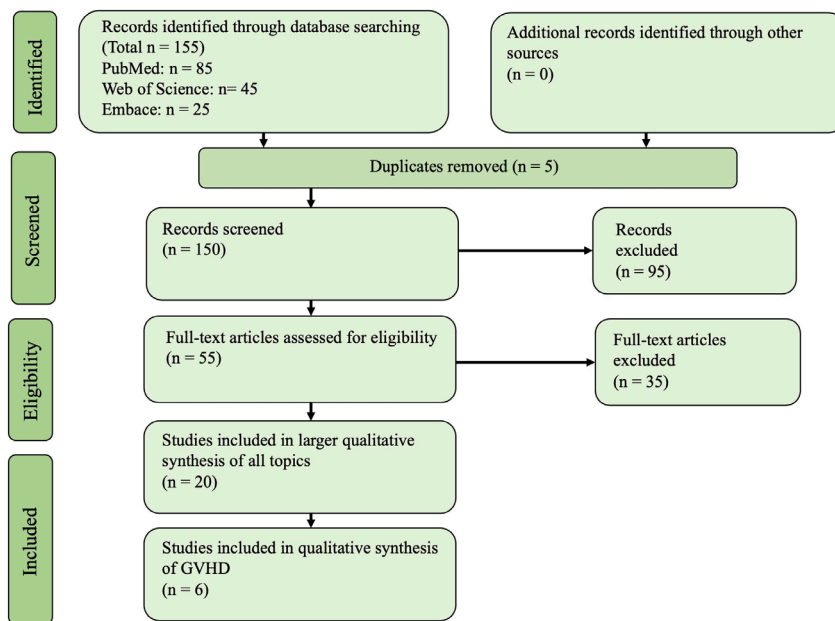 Identified
Records identified through database searching
(Total n = 155)
PubMed: n = 85
Web of Science: n= 45
Embace: n = 25
Additional records identified through other
sources
(n = 0)
Duplicates removed (n = 5)
Screened
Records screened
(n = 150)
Records
excluded
(n = 95)
Eligibility
Full-text articles assessed for eligibility
(n = 55)
Full-text articles
excluded
(n = 35)
Studies included in larger qualitative
synthesis of all topics
(n = 20)
Included
Studies included in qualitative synthesis
of GVHD
(n = 6)